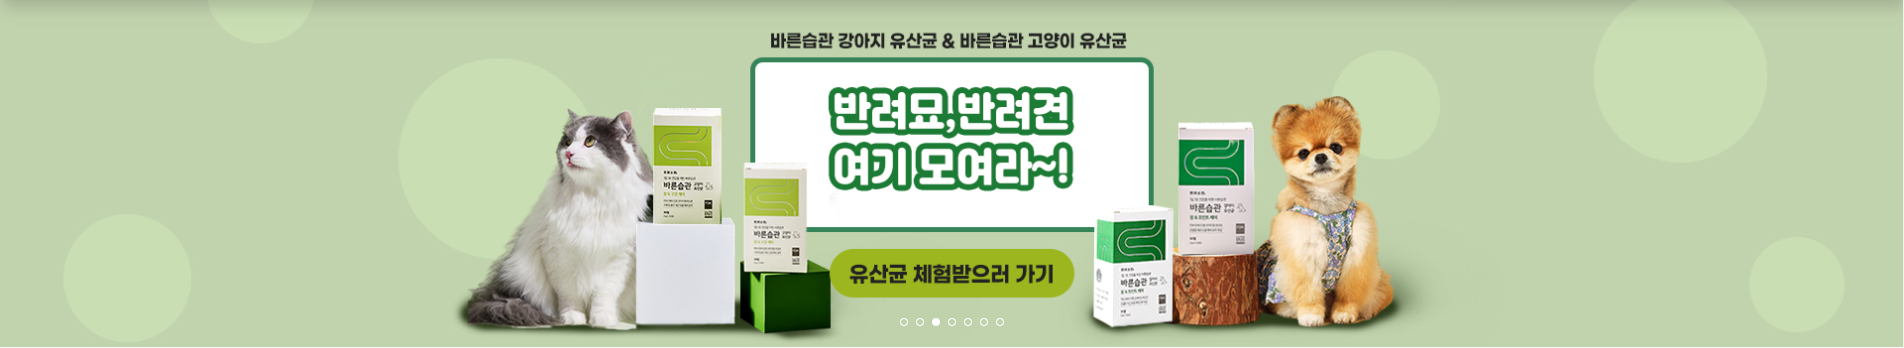 바른습관 강아지 유산균 & 바른습관 고양이 유산균
반려묘,반려견
여기 모여라~!
유산균 체험받으러 가기
바른습관
바른습관
바른습관
바른습관